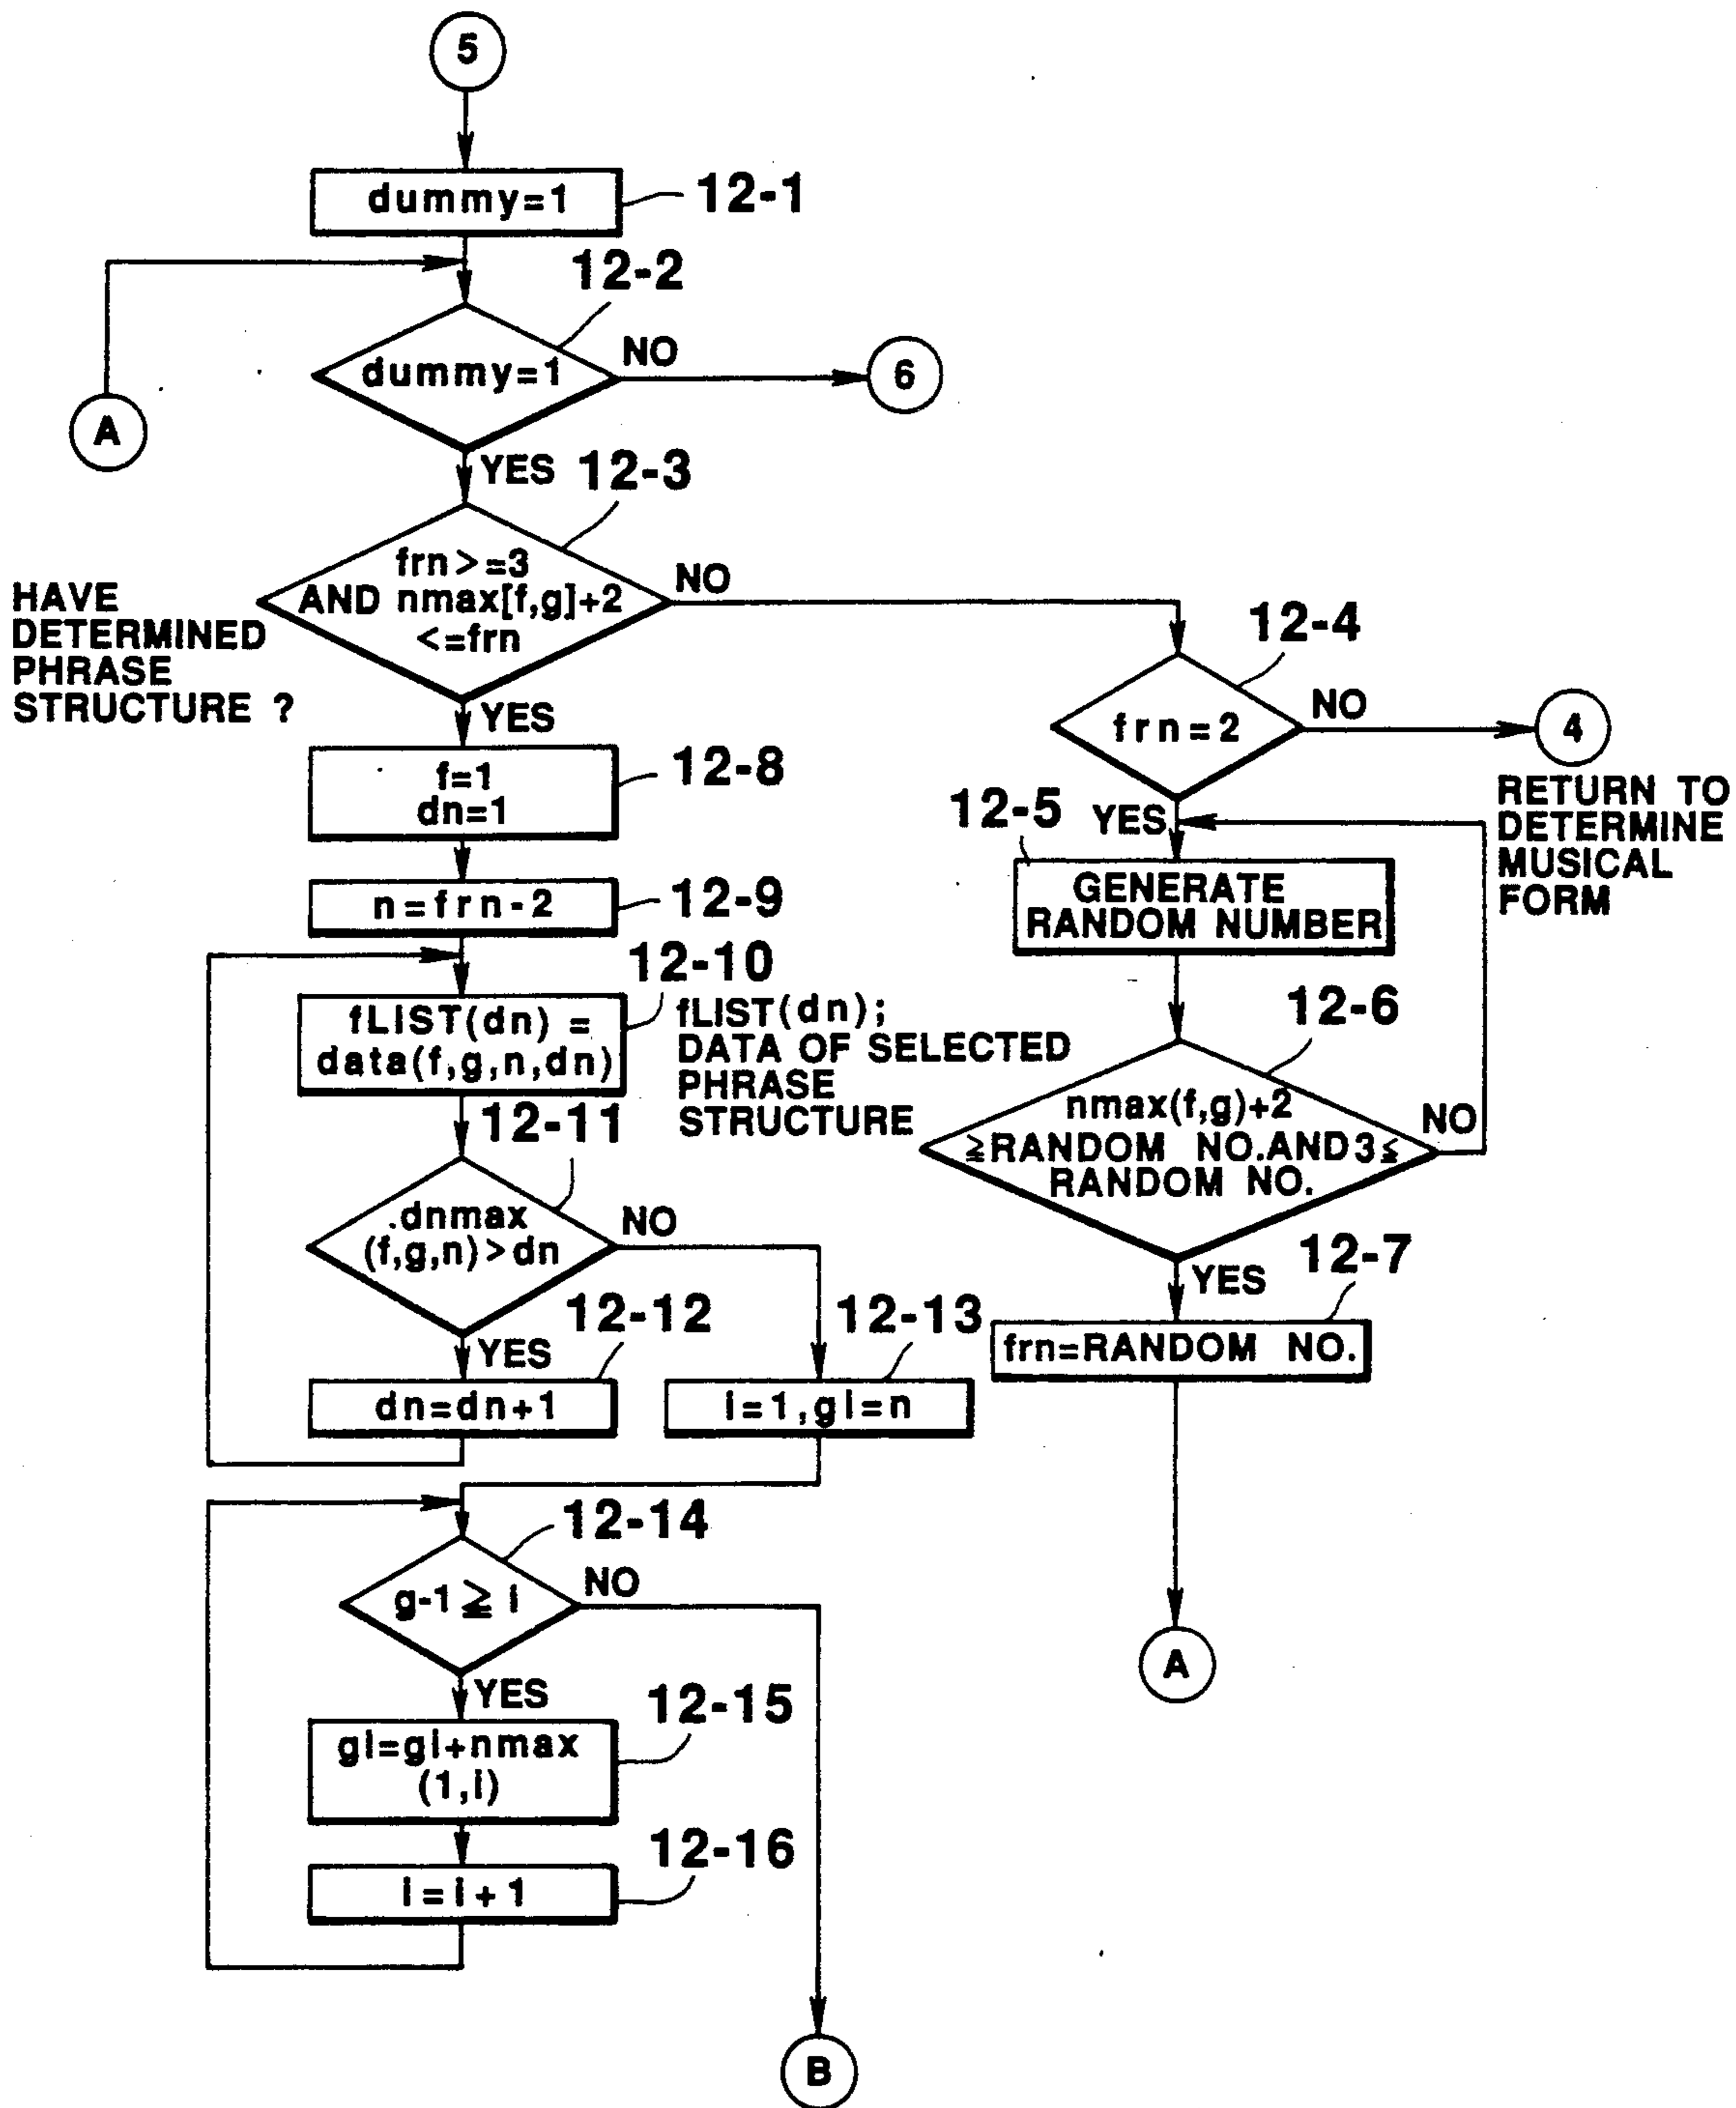 5
dummy=1
12-1
12-2
dummy=1
NO
6
A
YES
12-3
frn>=3
AND nmax[f,g]+2
<=frn
NO
HAVE
DETERMINED
PHRASE
STRUCTURE ?
YES
12-4
frn=2
NO
4
RETURN TO
DETERMINE
MUSICAL
FORM
f=1
dn=1
12-8
12-5
YES
GENERATE
RANDOM NUMBER
n=frn-2
12-9
12-10
fLIST(dn) =
data(f,g,n,dn)
fLIST(dn);
DATA OF SELECTED
PHRASE
STRUCTURE
12-6
nmax(f,g)+2
≧RANDOM NO.AND3≦
RANDOM NO.
NO
12-11
.dnmax
(f,g,n)>dn
NO
12-7
YES
frn=RANDOM NO.
12-12
YES
dn=dn+1
12-13
i=1,gi=n
12-14
g-1≧i
NO
A
YES
12-15
gi=gi+nmax
(1,i)
12-16
i=i+1
B